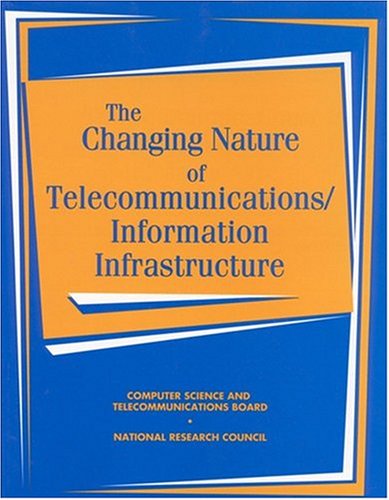 The
Changing Nature
of
Telecommunications/
Information
Infrastructure
COMPUTER SCIENCE AND
TELECOMMUNICATIONS BOARD
•
NATIONAL RESEARCH COUNCIL